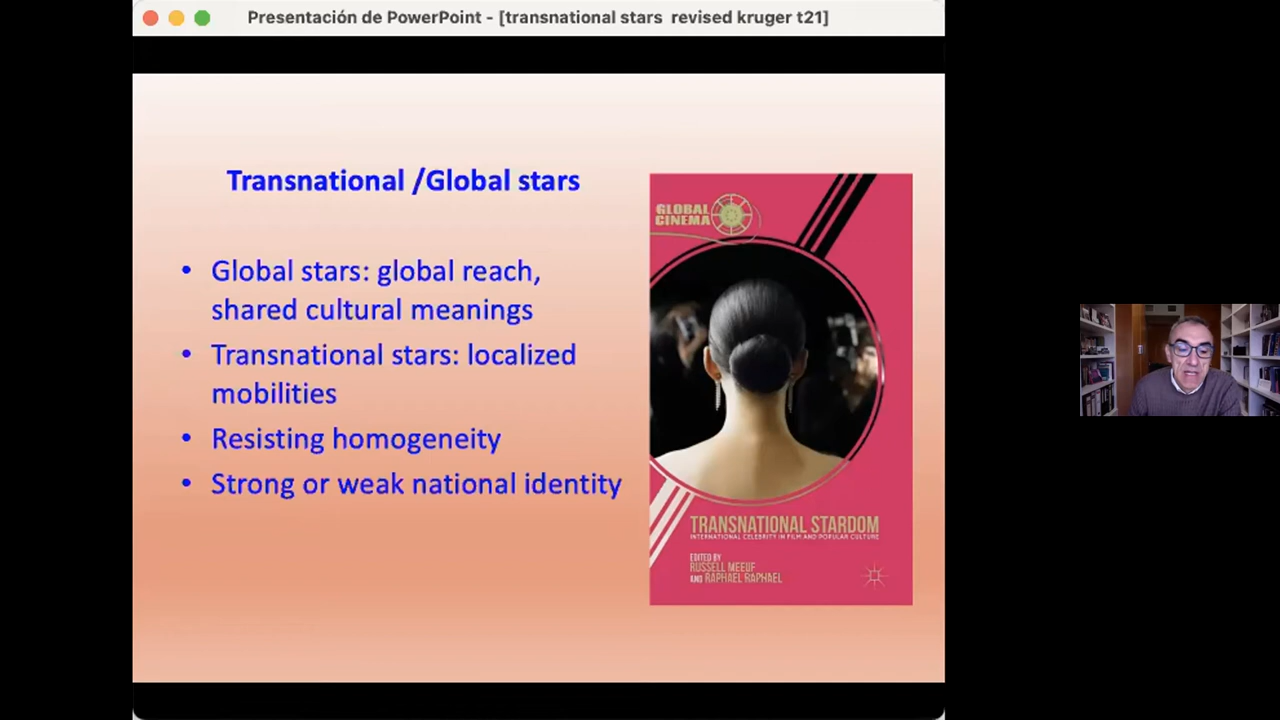 Presentación de PowerPoint - [transnational stars  revised kruger t21]
Transnational /Global stars
• Global stars: global reach,
shared cultural meanings
• Transnational stars: localized
mobilities
• Resisting homogeneity
• Strong or weak national identity
GLOBAL
CINEMA
TRANSNATIONAL STARDOM
INTERNATIONAL CELEBRITY IN FILM AND POPULAR CULTURE
EDITED BY
RUSSELL MEEUF
AND RAPHAEL RAPHAEL